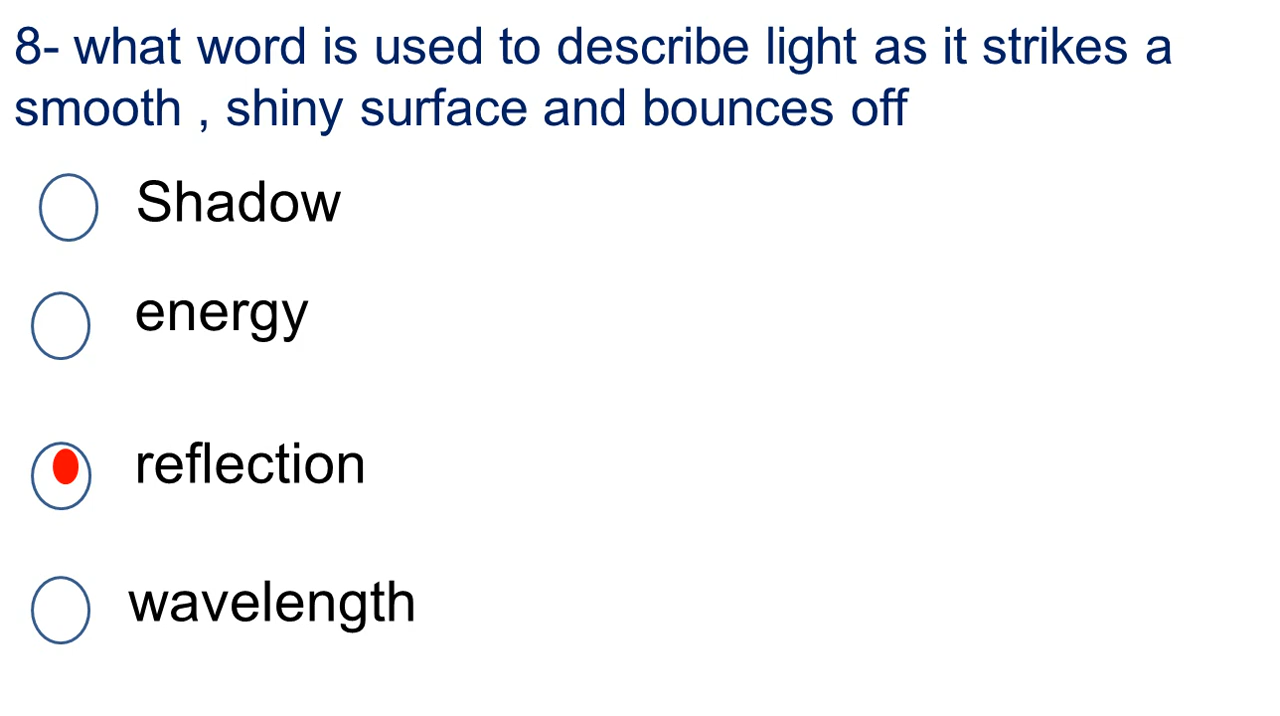 8- what word is used to describe light as it strikes a
smooth , shiny surface and bounces off
Shadow
energy
reflection
wavelength